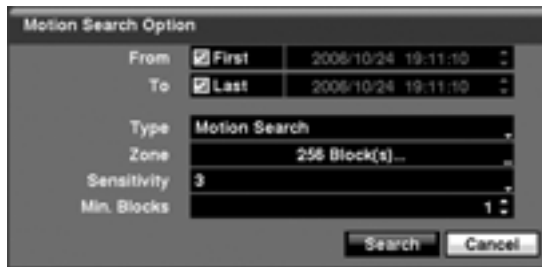 Motion Search Option
From First 2006/10/24 19:11:10
To Last 2006/10/24 19:11:10
Type Motion Search
Zone 256 Block(s)...
Sensitivity 3
Min. Blocks 1
Search Cancel